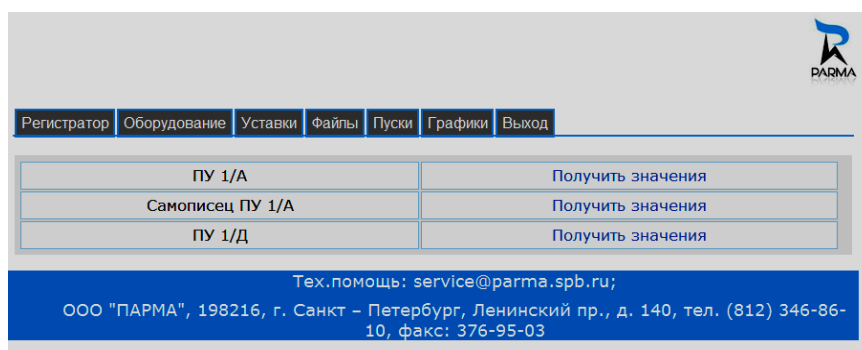 PARMA
Регистратор Оборудование Уставки Файлы Пуски Графики Выход
ПУ 1/А Получить значения
Самописец ПУ 1/А Получить значения
ПУ 1/Д Получить значения
Тех.помощь: service@parma.spb.ru;
ООО "ПАРМА", 198216, г. Санкт – Петербург, Ленинский пр., д. 140, тел. (812) 346-86-
10, факс: 376-95-03